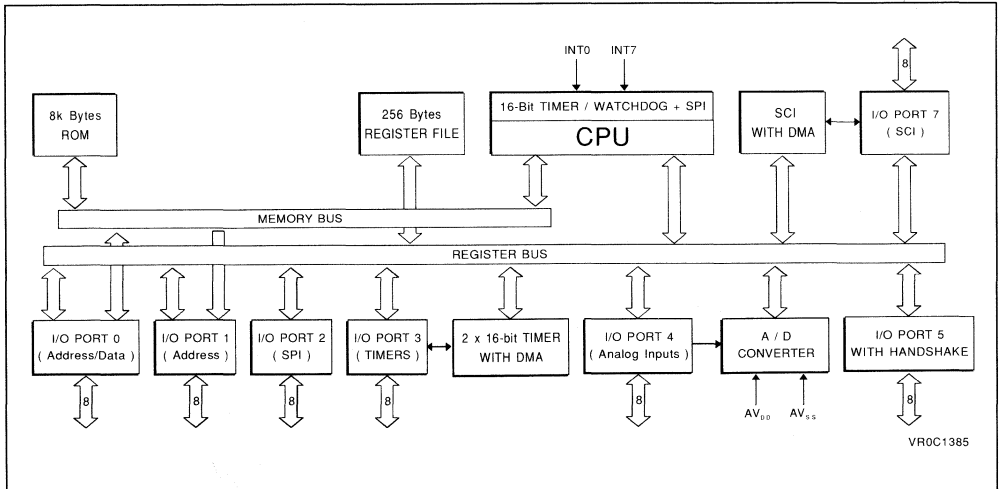 INT0 INT7
8
8k Bytes
ROM
256 Bytes
REGISTER FILE
16-Bit TIMER / WATCHDOG + SPI
CPU
SCI
WITH DMA
I/O PORT 7
( SCI )
MEMORY BUS
REGISTER BUS
I/O PORT 0
( Address/Data )
I/O PORT 1
( Address )
I/O PORT 2
( SPI )
I/O PORT 3
( TIMERS )
2 x 16-bit TIMER
WITH DMA
I/O PORT 4
( Analog Inputs )
A / D
CONVERTER
I/O PORT 5
WITH HANDSHAKE
8 8 8 8 8 8
AVDD AVSS
VR0C1385